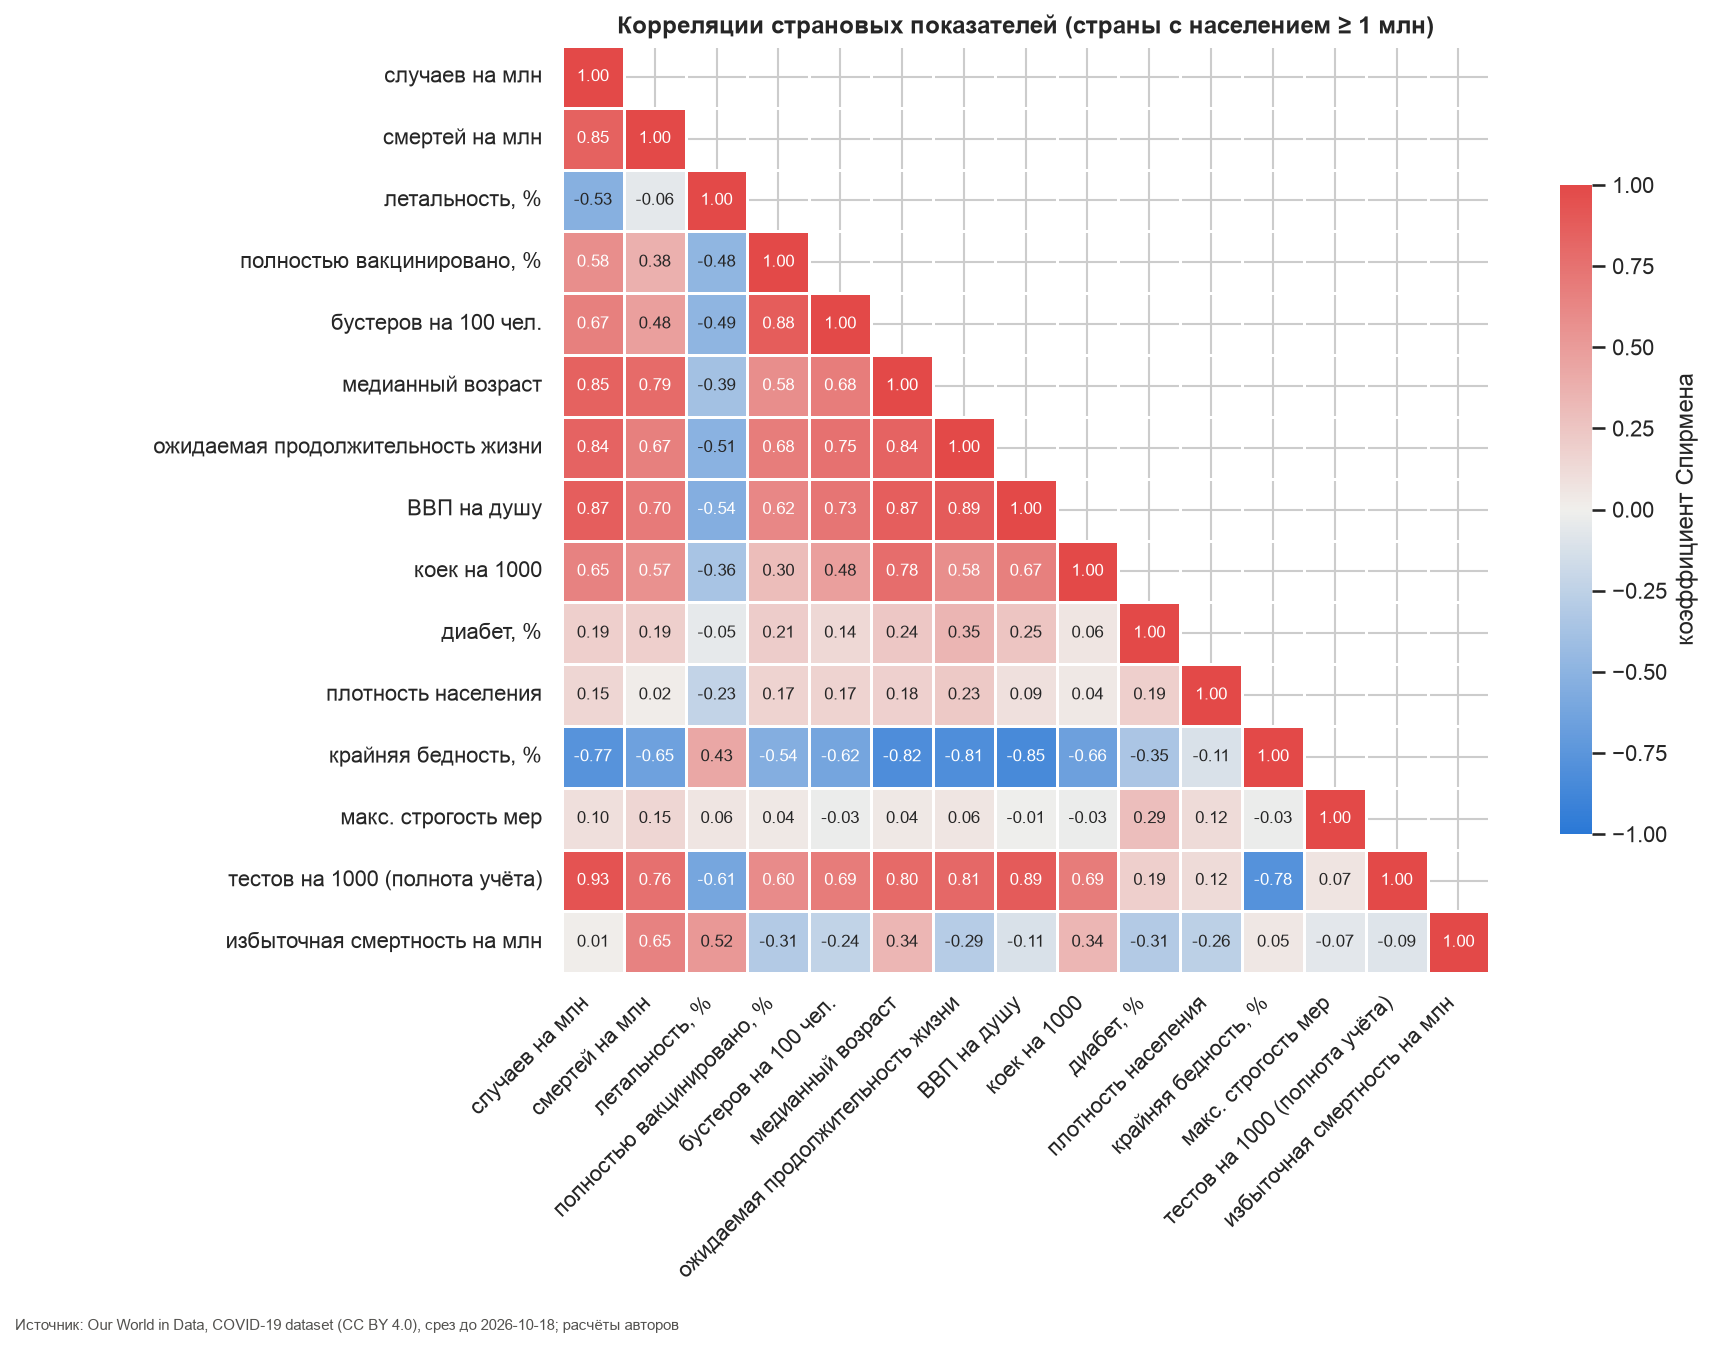 Корреляции страновых показателей (страны с населением ≥ 1 млн)
случаев на млн 1.00
смертей на млн 0.85 1.00
летальность, % -0.53 -0.06 1.00
полностью вакцинировано, % 0.58 0.38 -0.48 1.00
бустеров на 100 чел. 0.67 0.48 -0.49 0.88 1.00
медианный возраст 0.85 0.79 -0.39 0.58 0.68 1.00
ожидаемая продолжительность жизни 0.84 0.67 -0.51 0.68 0.75 0.84 1.00
ВВП на душу 0.87 0.70 -0.54 0.62 0.73 0.87 0.89 1.00
коек на 1000 0.65 0.57 -0.36 0.30 0.48 0.78 0.58 0.67 1.00
диабет, % 0.19 0.19 -0.05 0.21 0.14 0.24 0.35 0.25 0.06 1.00
плотность населения 0.15 0.02 -0.23 0.17 0.17 0.18 0.23 0.09 0.04 0.19 1.00
крайняя бедность, % -0.77 -0.65 0.43 -0.54 -0.62 -0.82 -0.81 -0.85 -0.66 -0.35 -0.11 1.00
макс. строгость мер 0.10 0.15 0.06 0.04 -0.03 0.04 0.06 -0.01 -0.03 0.29 0.12 -0.03 1.00
тестов на 1000 (полнота учёта) 0.93 0.76 -0.61 0.60 0.69 0.80 0.81 0.89 0.69 0.19 0.12 -0.78 0.07 1.00
избыточная смертность на млн 0.01 0.65 0.52 -0.31 -0.24 0.34 -0.29 -0.11 0.34 -0.31 -0.26 0.05 -0.07 -0.09 1.00
случаев на млн
смертей на млн
летальность, %
полностью вакцинировано, %
бустеров на 100 чел.
медианный возраст
ожидаемая продолжительность жизни
ВВП на душу
коек на 1000
диабет, %
плотность населения
крайняя бедность, %
макс. строгость мер
тестов на 1000 (полнота учёта)
избыточная смертность на млн
1.00
0.75
0.50
0.25
0.00
−0.25
−0.50
−0.75
−1.00
коэффициент Спирмена
Источник: Our World in Data, COVID-19 dataset (CC BY 4.0), срез до 2026-10-18; расчёты авторов